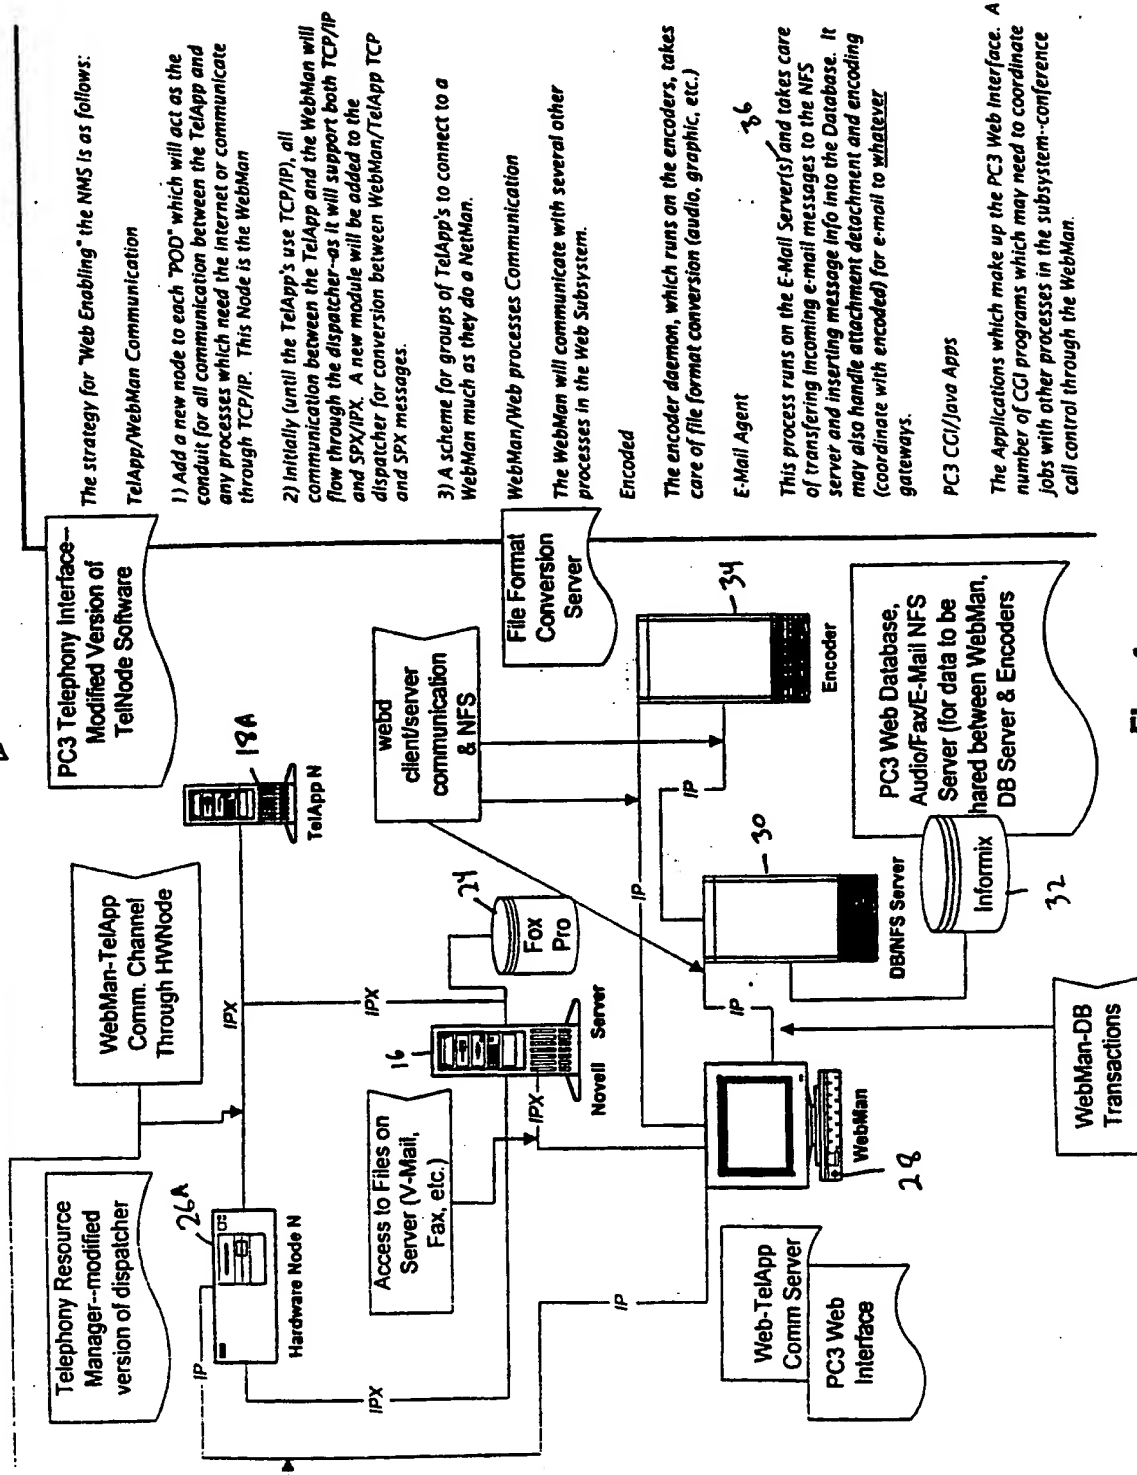 The strategy for "Web Enabling" the NMS is as follows:
TelApp/WebMan Communication
1) Add a new node to each "POD" which will act as the
conduit for all communication between the TelApp and
any processes which need the Internet or communicate
through TCP/IP. This Node is the WebMan
2) Initially (until the TelApp's use TCP/IP), all
communication between the TelApp and the WebMan will
flow through the dispatcher--as it will support both TCP/IP
and SPX/IPX. A new module will be added to the
dispatcher for conversion between WebMan/TelApp TCP
and SPX messages.
3) A scheme for groups of TelApp's to connect to a
WebMan much as they do a NetMan.
WebMan/Web processes Communication
The WebMan will communicate with several other
processes in the Web Subsystem.
Encoded
The encoder daemon, which runs on the encoders, takes
care of file format conversion (audio, graphic, etc.)
E-Mail Agent
36
This process runs on the E-Mail Server(s) and takes care
of transfering incoming e-mail messages to the NFS
server and inserting message info into the Database. It
may also handle attachment detachment and encoding
(coordinate with encoded) for e-mail to whatever
gateways.
PC3 CGI/Java Apps
The Applications which make up the PC3 Web Interface. A
number of CGI programs which may need to coordinate
jobs with other processes in the subsystem--conference
call control through the WebMan.
Telephony Resource
Manager--modified
version of dispatcher
WebMan-TelApp
Comm. Channel
Through HWNode
PC3 Telephony Interface--
Modified Version of
TelNode Software
26A
Hardware Node N
IP
IPX
IPX
18A
TelApp N
IPX
Access to Files on
Server (V-Mail,
Fax, etc.)
16
Novell Server
IPX
24
Fox
Pro
webd
client/server
communication
& NFS
File Format
Conversion
Server
IP
IP
IP
IP
34
Encoder
30
DB/NFS Server
Informix
32
PC3 Web Database,
Audio/Fax/E-Mail NFS
Server (for data to be
hared between WebMan,
DB Server & Encoders
WebMan
28
Web-TelApp
Comm Server
PC3 Web
Interface
WebMan-DB
Transactions